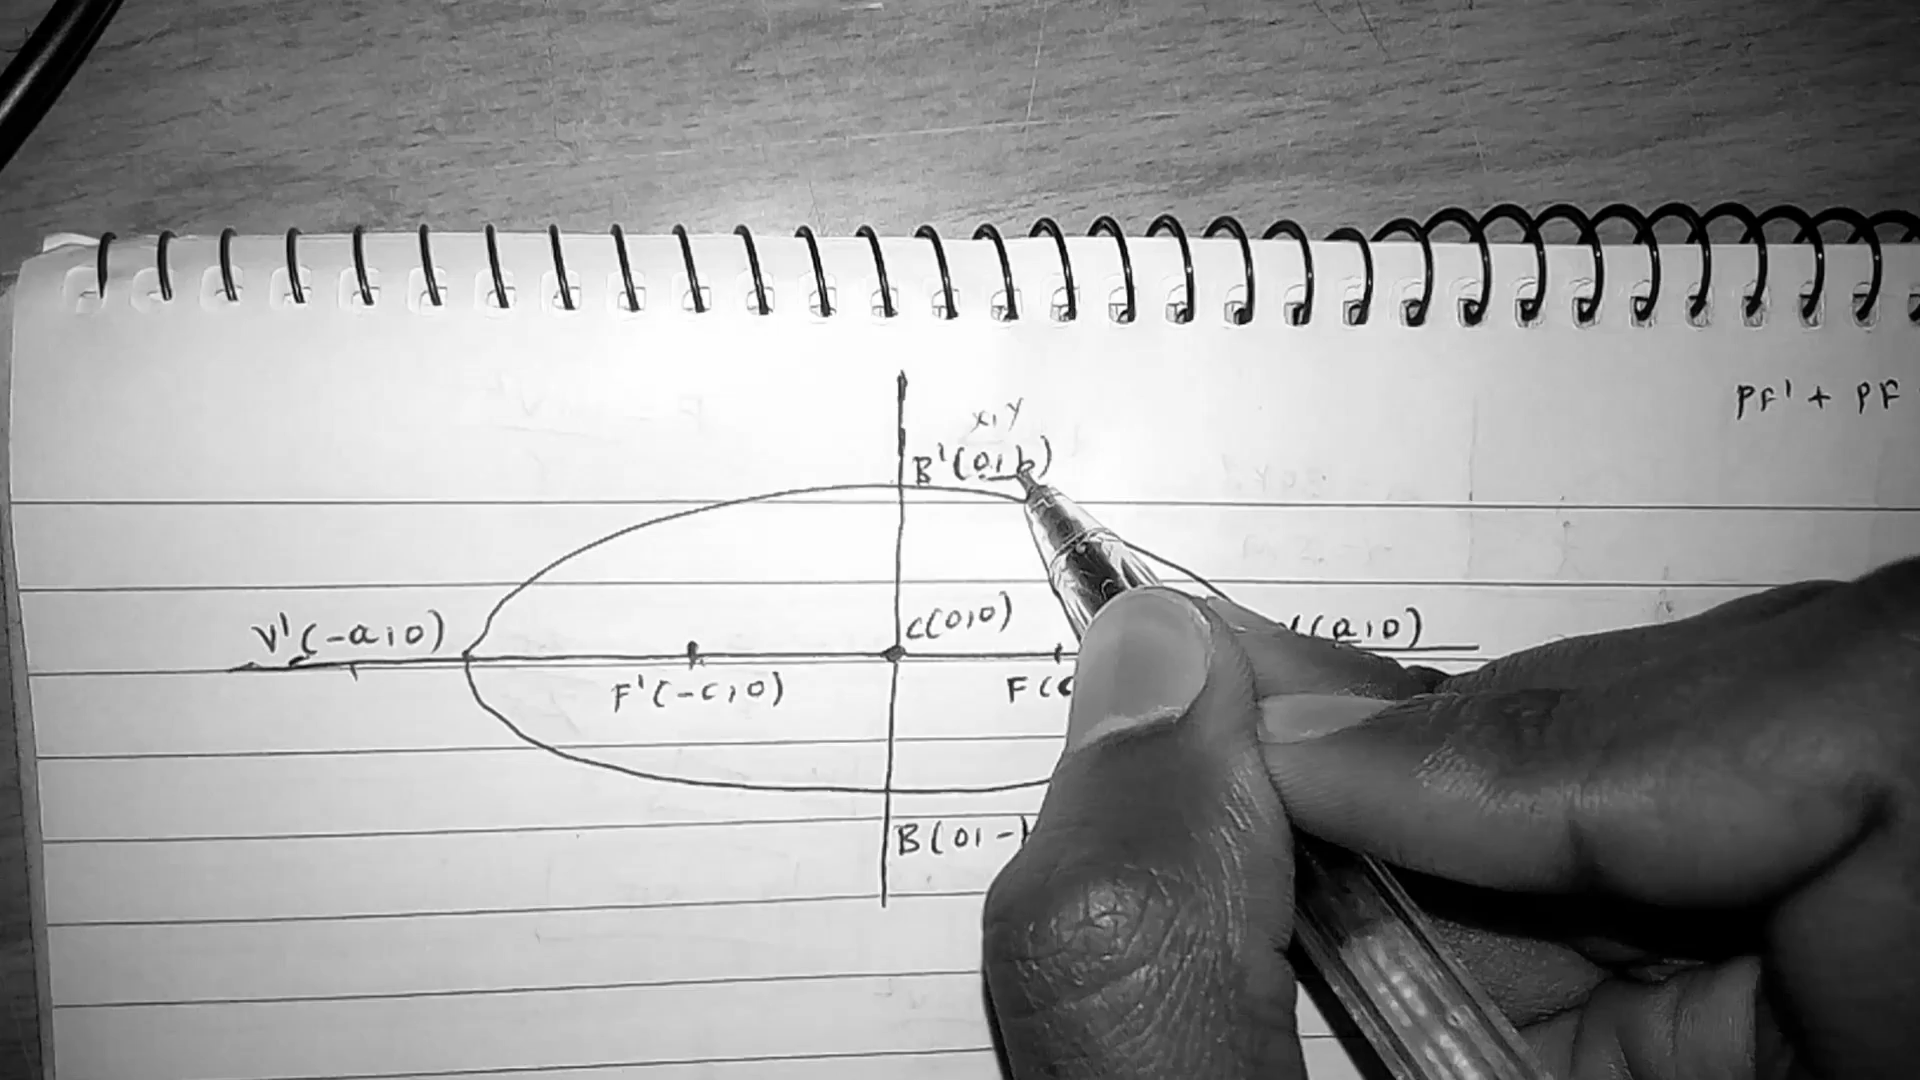 PF' + PF
x, y
B'(0, b)
C(0,0)
V'(-a, 0)
(a, 0)
F'(-c, 0)
F(c
B(0, -